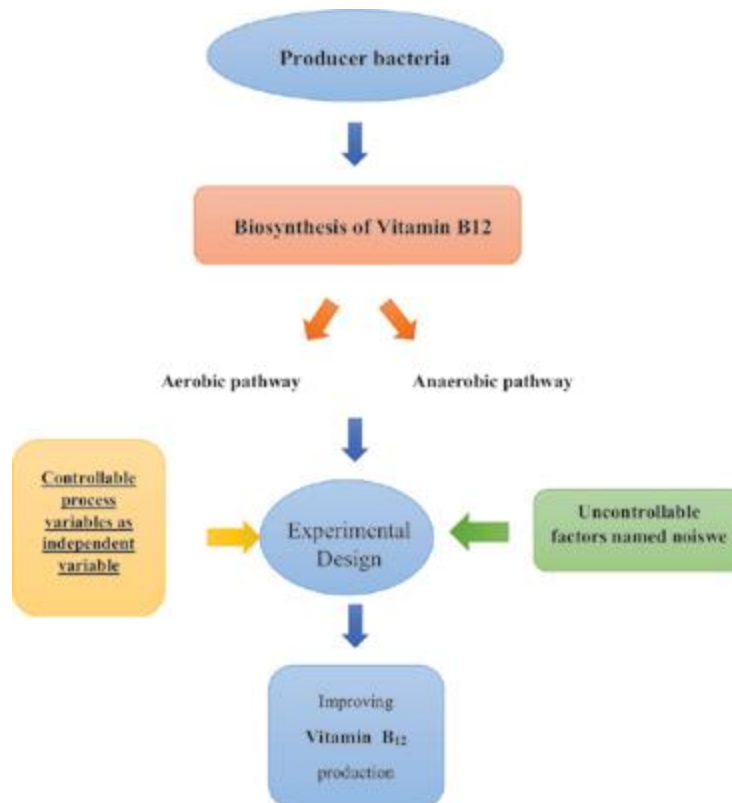 Producer bacteria
Biosynthesis of Vitamin B12
Aerobic pathway
Anaerobic pathway
Controllable
process
variables as
independent
variable
Experimental
Design
Uncontrollable
factors named noiswe
Improving
Vitamin B₁₂
production